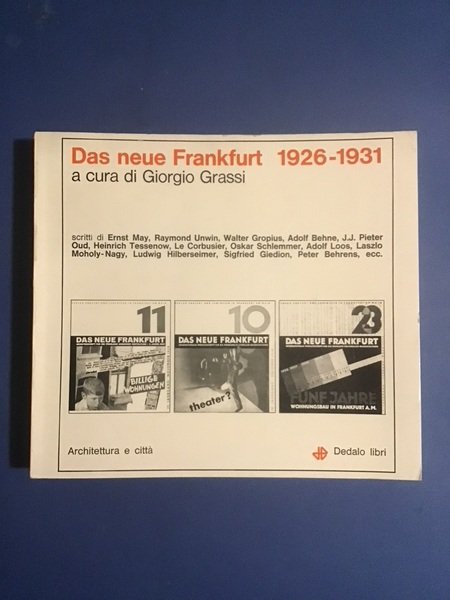 Das neue Frankfurt 1926-1931
a cura di Giorgio Grassi
scritti di Ernst May, Raymond Unwin, Walter Gropius, Adolf Behne, J.J. Pieter
Oud, Heinrich Tessenow, Le Corbusier, Oskar Schlemmer, Adolf Loos, Laszlo
Moholy-Nagy, Ludwig Hilberseimer, Sigfried Giedion, Peter Behrens, ecc.
11
DAS NEUE FRANKFURT
BILLIGE
WOHNUNGEN
10
DAS NEUE FRANKFURT
theater?
23
DAS NEUE FRANKFURT
FÜNF JAHRE
WOHNUNGSBAU IN FRANKFURT A.M.
Architettura e città
Dedalo libri